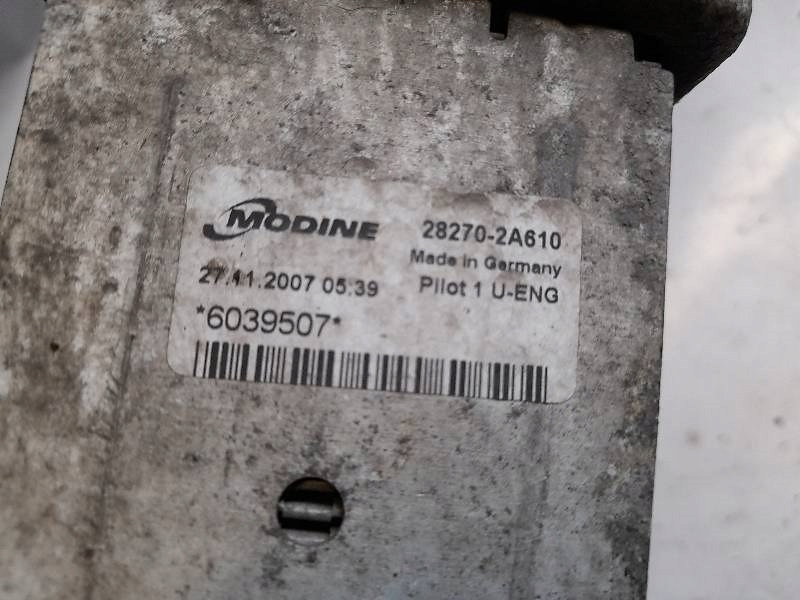 MODINE 28270-2A610
Made in Germany
27.11.2007 05:39 Pilot 1 U-ENG
*6039507*